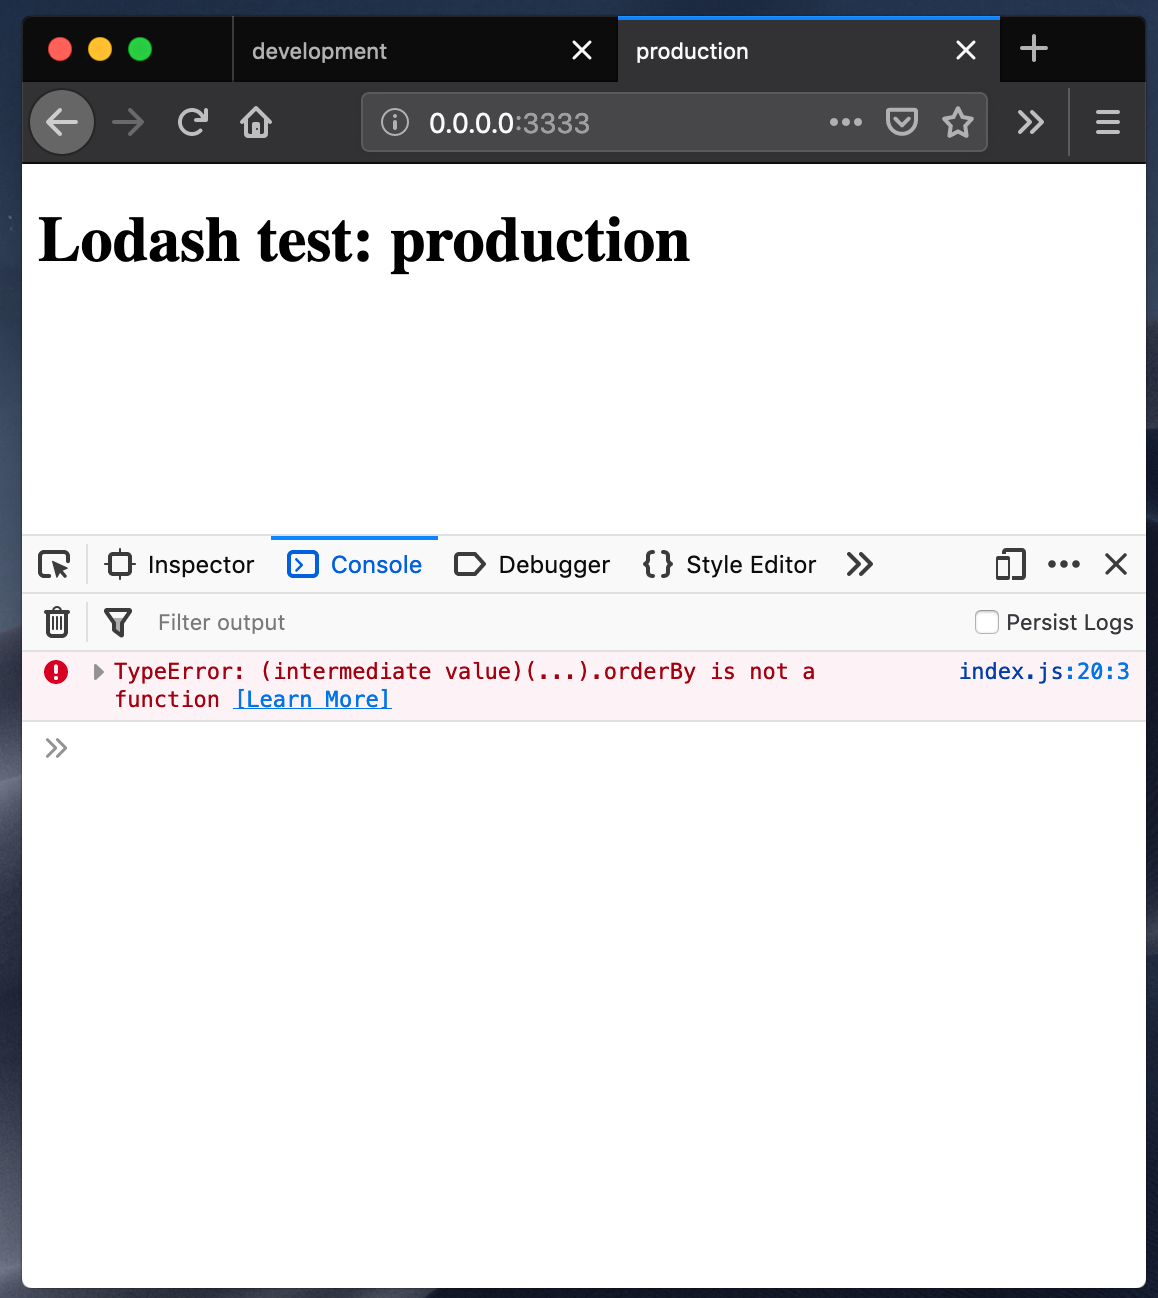 development
production
0.0.0.0:3333
Lodash test: production
Inspector
Console
Debugger
Style Editor
Filter output
Persist Logs
TypeError: (intermediate value)(...).orderBy is not a
function [Learn More]
index.js:20:3